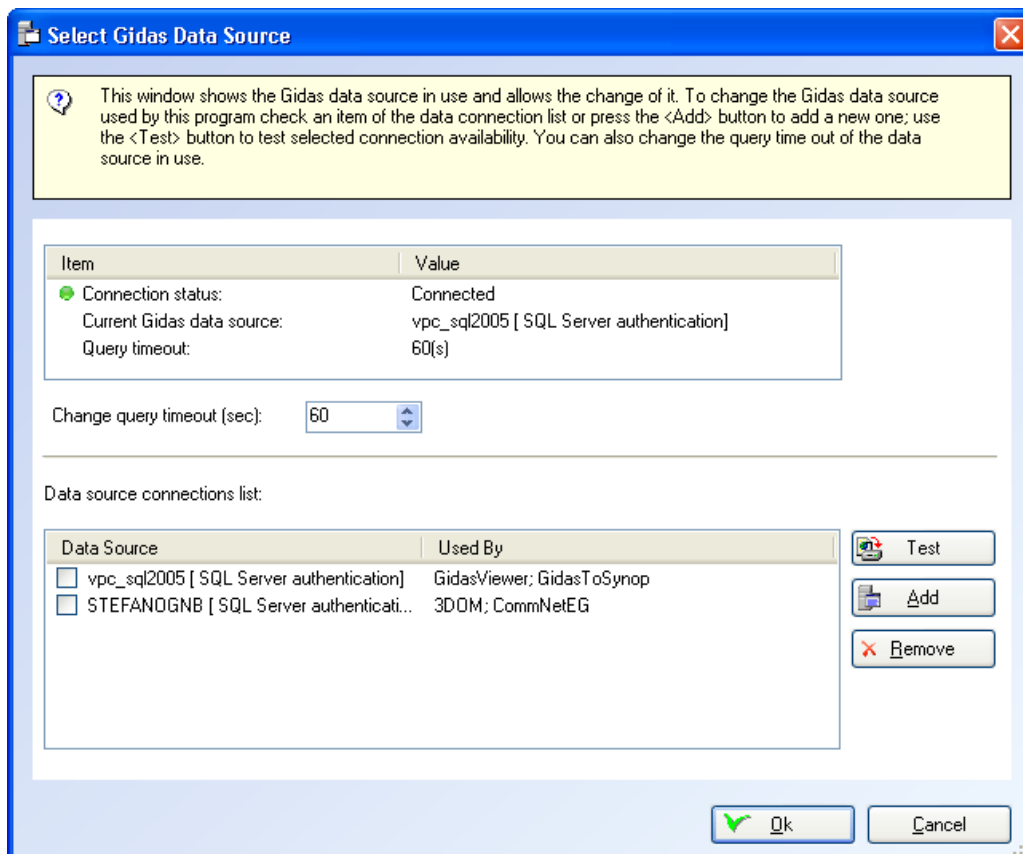 Select Gidas Data Source
This window shows the Gidas data source in use and allows the change of it. To change the Gidas data source
used by this program check an item of the data connection list or press the <Add> button to add a new one; use
the <Test> button to test selected connection availability. You can also change the query time out of the data
source in use.
Item Value
Connection status: Connected
Current Gidas data source: vpc_sql2005 [ SQL Server authentication]
Query timeout: 60(s)
Change query timeout (sec): 60
Data source connections list:
Data Source Used By
vpc_sql2005 [ SQL Server authentication] GidasViewer; GidasToSynop
STEFANOGNB [ SQL Server authenticati... 3DOM; CommNetEG
Test
Add
Remove
Ok Cancel